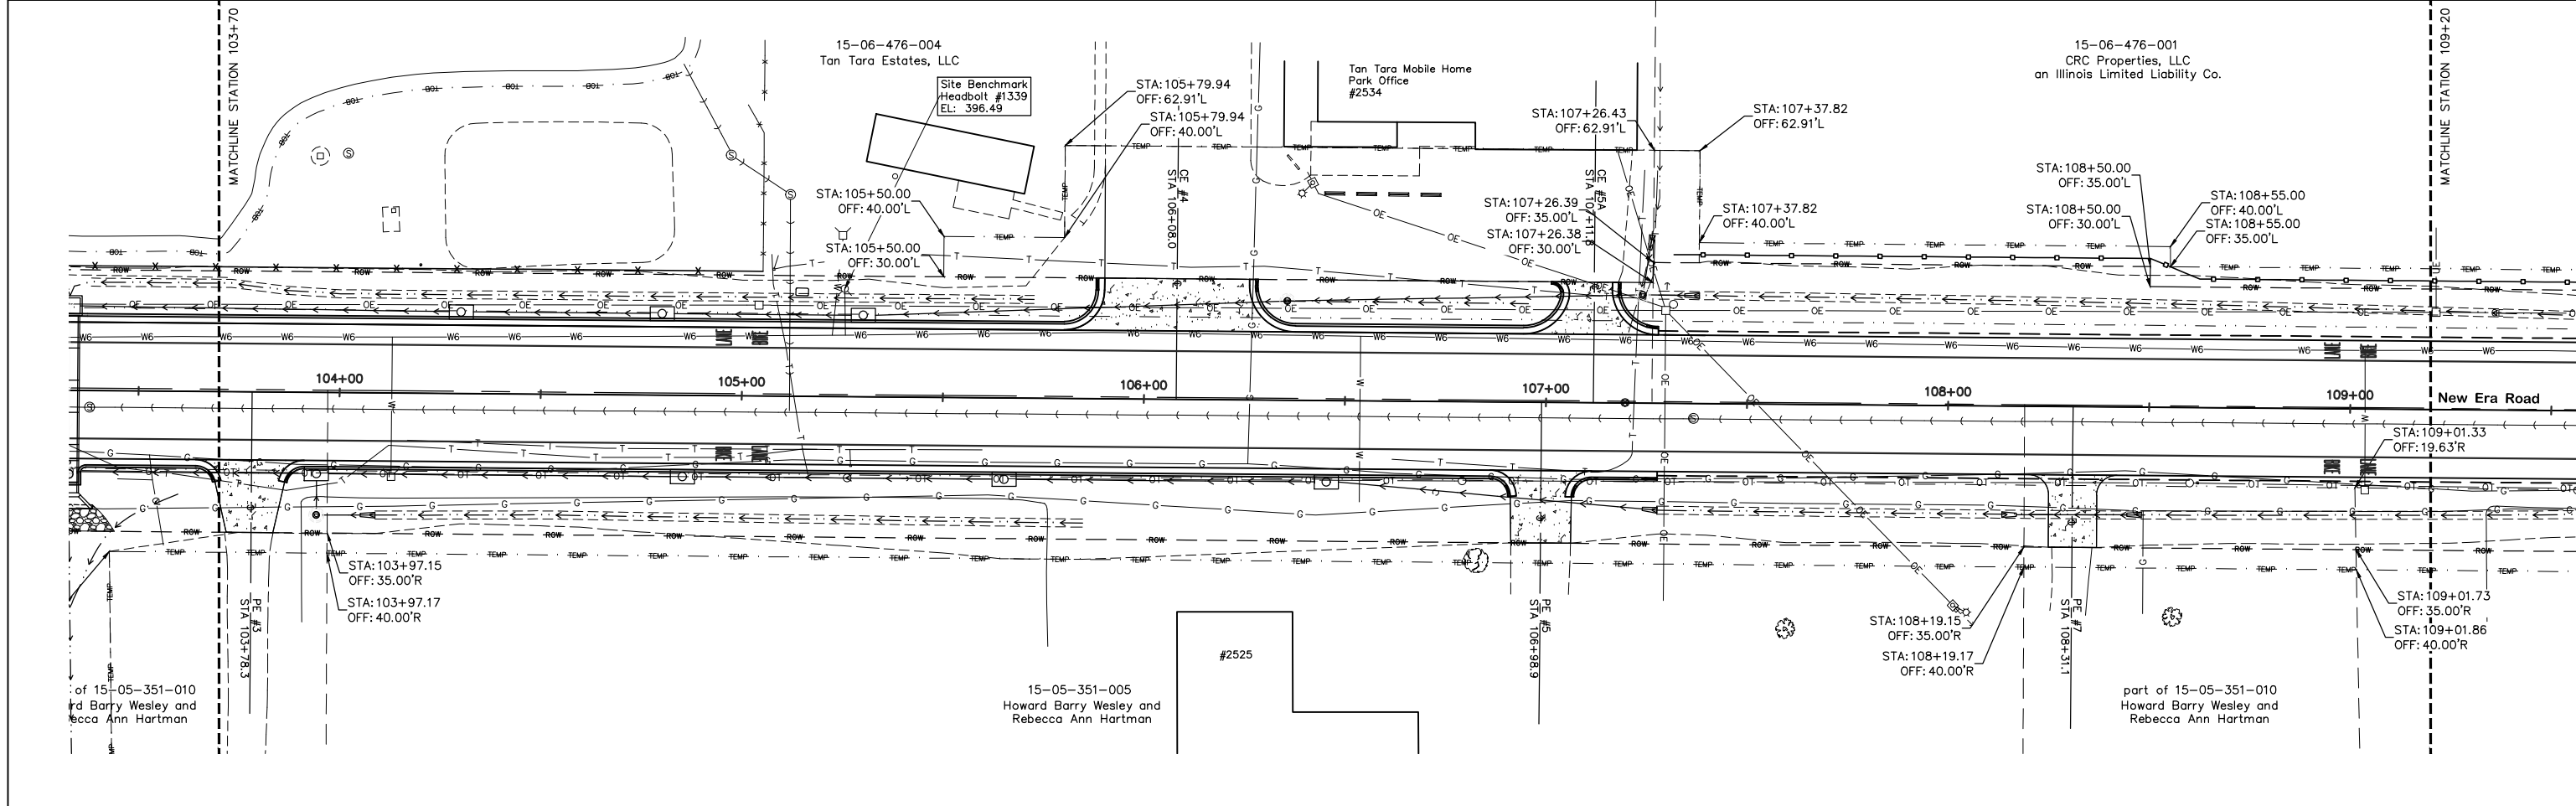 MATCHLINE STATION 103+70
15-06-476-004
Tan Tara Estates, LLC
Site Benchmark
Headbolt #1339
EL: 396.49
STA: 105+79.94
OFF: 62.91'L
STA: 105+79.94
OFF: 40.00'L
STA: 105+50.00
OFF: 40.00'L
STA: 105+50.00
OFF: 30.00'L
CE #4
STA 106+08.0
Tan Tara Mobile Home
Park Office
#2534
STA: 107+26.43
OFF: 62.91'L
STA: 107+37.82
OFF: 62.91'L
CE #5A
STA: 107+26.39
OFF: 35.00'L
STA: 107+26.38
OFF: 30.00'L
STA: 107+37.82
OFF: 40.00'L
15-06-476-001
CRC Properties, LLC
an Illinois Limited Liability Co.
STA: 108+50.00
OFF: 35.00'L
STA: 108+50.00
OFF: 30.00'L
STA: 108+55.00
OFF: 40.00'L
STA: 108+55.00
OFF: 35.00'L
MATCHLINE STATION 109+20
BIKE
LANE
104+00
105+00
106+00
107+00
108+00
109+00
New Era Road
STA: 109+01.33
OFF: 19.63'R
STA: 103+97.15
OFF: 35.00'R
STA: 103+97.17
OFF: 40.00'R
PE #3
STA 103+78.3
PE #5
STA 106+98.9
PE #7
STA 108+31.1
STA: 108+19.15
OFF: 35.00'R
STA: 108+19.17
OFF: 40.00'R
STA: 109+01.73
OFF: 35.00'R
STA: 109+01.86
OFF: 40.00'R
#2525
of 15-05-351-010
rd Barry Wesley and
ecca Ann Hartman
15-05-351-005
Howard Barry Wesley and
Rebecca Ann Hartman
part of 15-05-351-010
Howard Barry Wesley and
Rebecca Ann Hartman